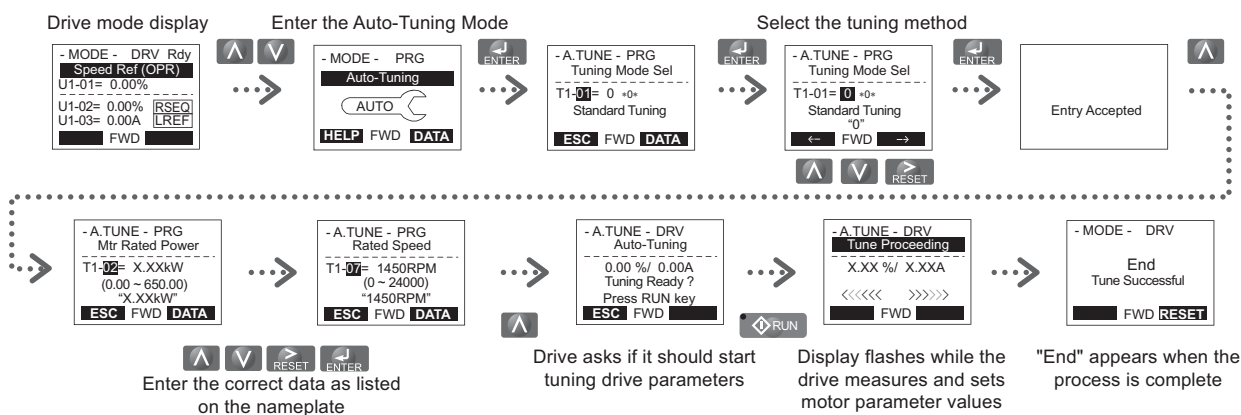 Drive mode display
Enter the Auto-Tuning Mode
Select the tuning method
- MODE - DRV Rdy
Speed Ref (OPR)
U1-01= 0.00%
U1-02= 0.00% RSEQ
U1-03= 0.00A LREF
FWD
- MODE - PRG
Auto-Tuning
AUTO
HELP FWD DATA
ENTER
- A.TUNE - PRG
Tuning Mode Sel
T1-01= 0 *0*
Standard Tuning
ESC FWD DATA
ENTER
- A.TUNE - PRG
Tuning Mode Sel
T1-01= 0 *0*
Standard Tuning
“0”
← FWD →
> RESET
ENTER
Entry Accepted
- A.TUNE - PRG
Mtr Rated Power
T1-02= X.XXkW
(0.00 ~ 650.00)
“X.XXkW”
ESC FWD DATA
- A.TUNE - PRG
Rated Speed
T1-07= 1450RPM
(0 ~ 24000)
“1450RPM”
ESC FWD DATA
> RESET
ENTER
Enter the correct data as listed
on the nameplate
- A.TUNE - DRV
Auto-Tuning
0.00 %/ 0.00A
Tuning Ready ?
Press RUN key
ESC FWD
Drive asks if it should start
tuning drive parameters
RUN
- A.TUNE - DRV
Tune Proceeding
X.XX %/ X.XXA
FWD
Display flashes while the
drive measures and sets
motor parameter values
- MODE - DRV
End
Tune Successful
FWD RESET
"End" appears when the
process is complete